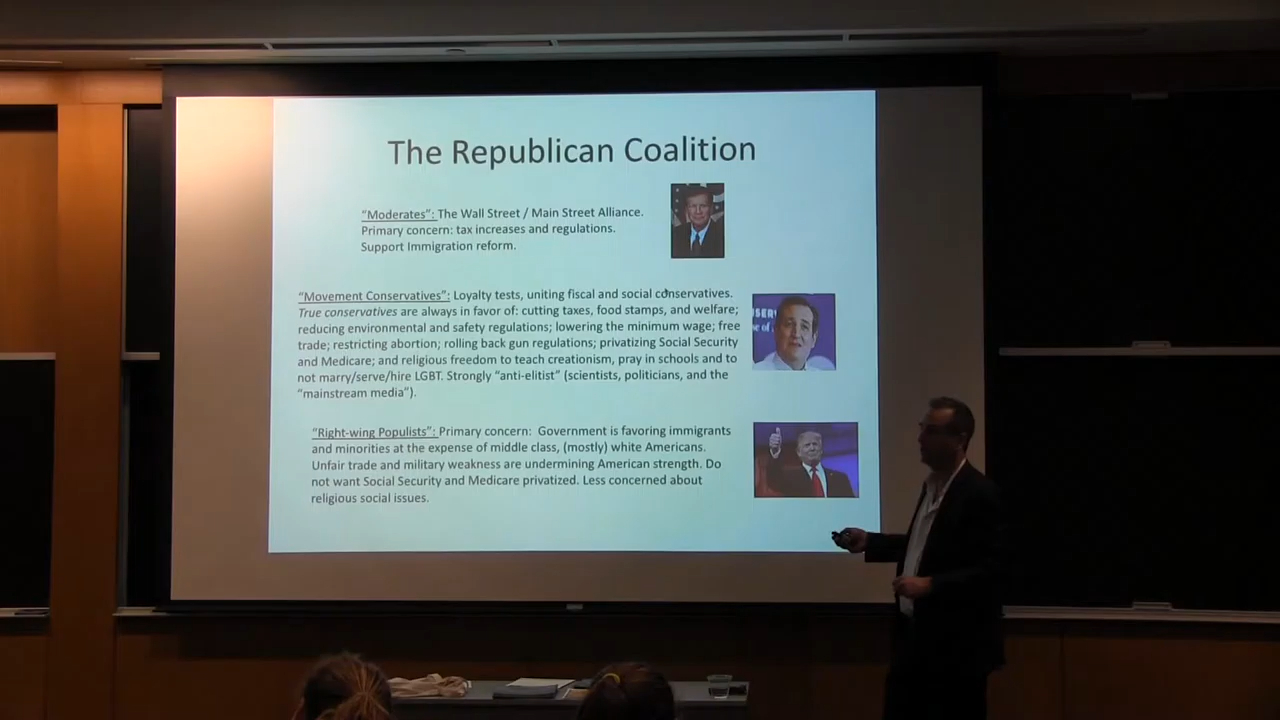 The Republican Coalition
“Moderates”: The Wall Street / Main Street Alliance.
Primary concern: tax increases and regulations.
Support Immigration reform.
“Movement Conservatives”: Loyalty tests, uniting fiscal and social conservatives.
True conservatives are always in favor of: cutting taxes, food stamps, and welfare;
reducing environmental and safety regulations; lowering the minimum wage; free
trade; restricting abortion; rolling back gun regulations; privatizing Social Security
and Medicare; and religious freedom to teach creationism, pray in schools and to
not marry/serve/hire LGBT. Strongly “anti-elitist” (scientists, politicians, and the
“mainstream media”).
“Right-wing Populists”: Primary concern: Government is favoring immigrants
and minorities at the expense of middle class, (mostly) white Americans.
Unfair trade and military weakness are undermining American strength. Do
not want Social Security and Medicare privatized. Less concerned about
religious social issues.